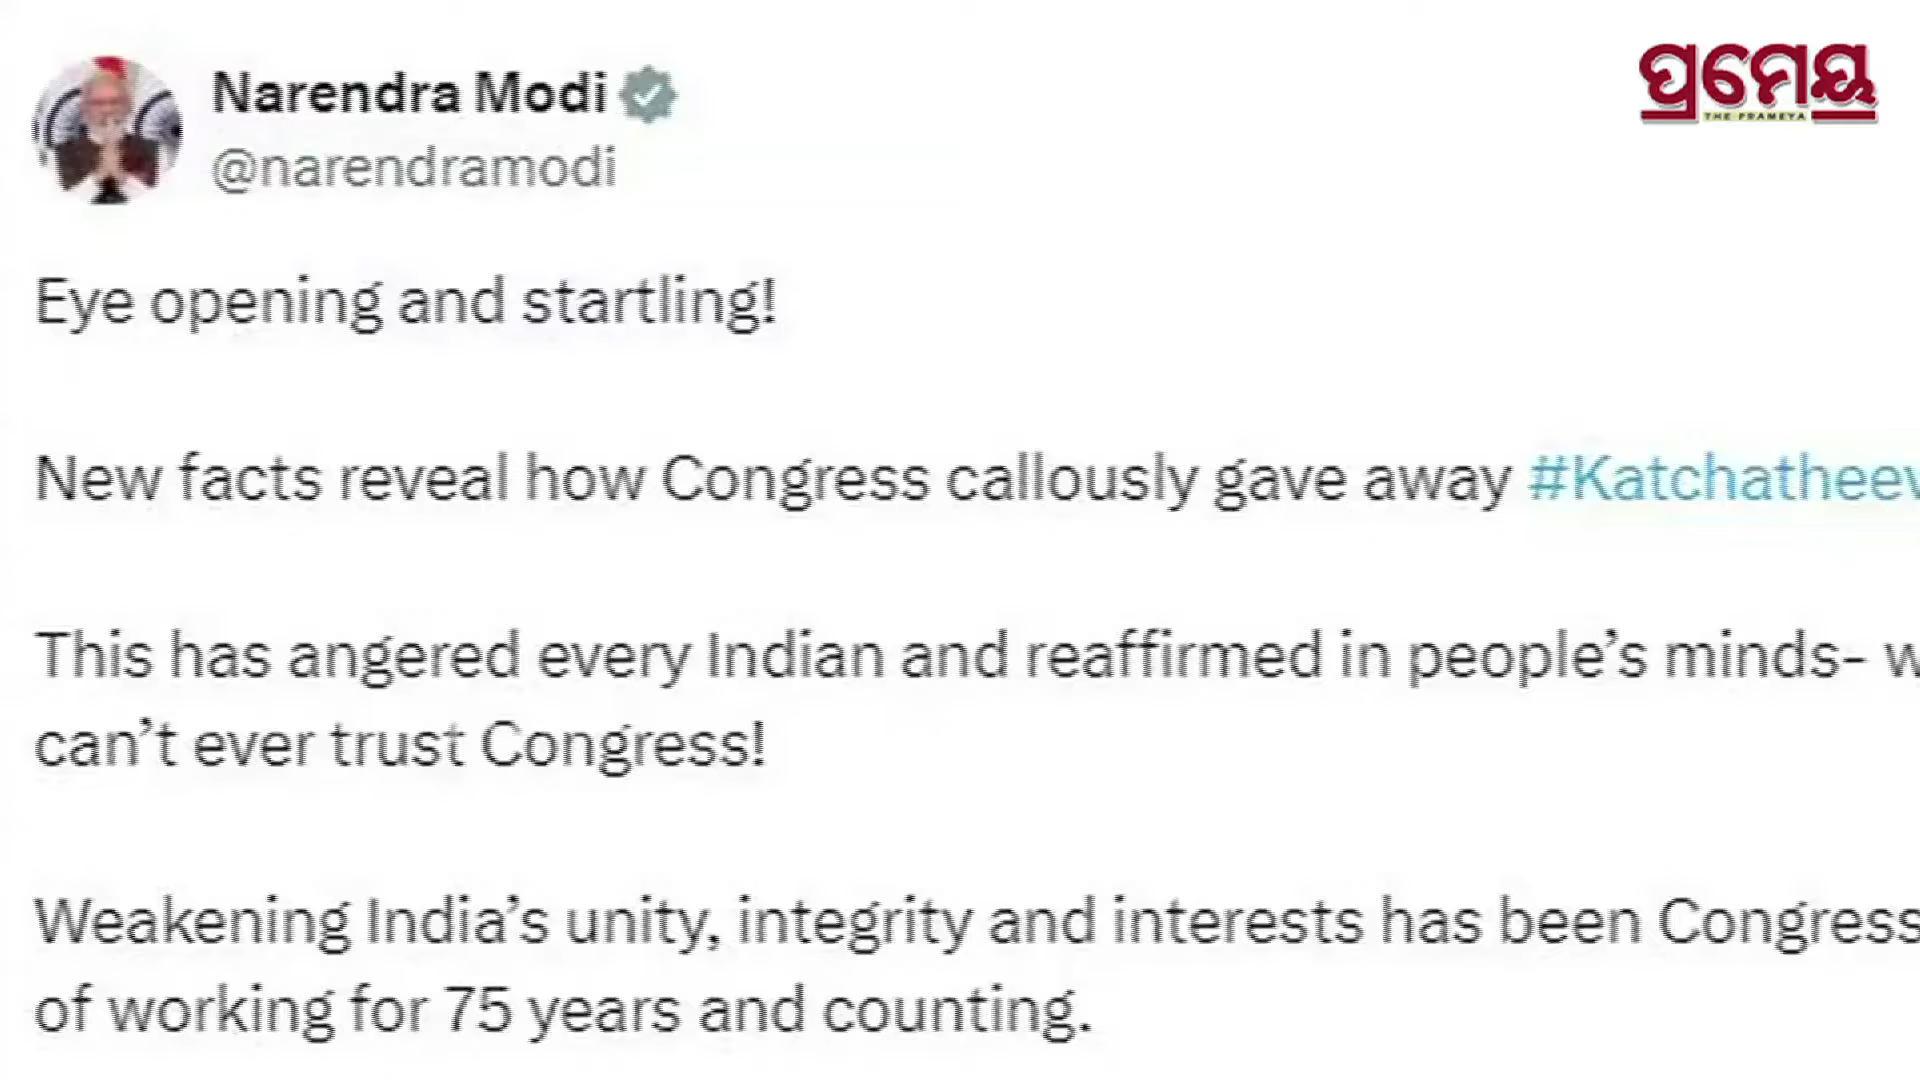 Narendra Modi
@narendramodi
ପ୍ରମେୟ
THE PRAMEYA
Eye opening and startling!
New facts reveal how Congress callously gave away #Katchatheev
This has angered every Indian and reaffirmed in people’s minds- w
can’t ever trust Congress!
Weakening India’s unity, integrity and interests has been Congress
of working for 75 years and counting.